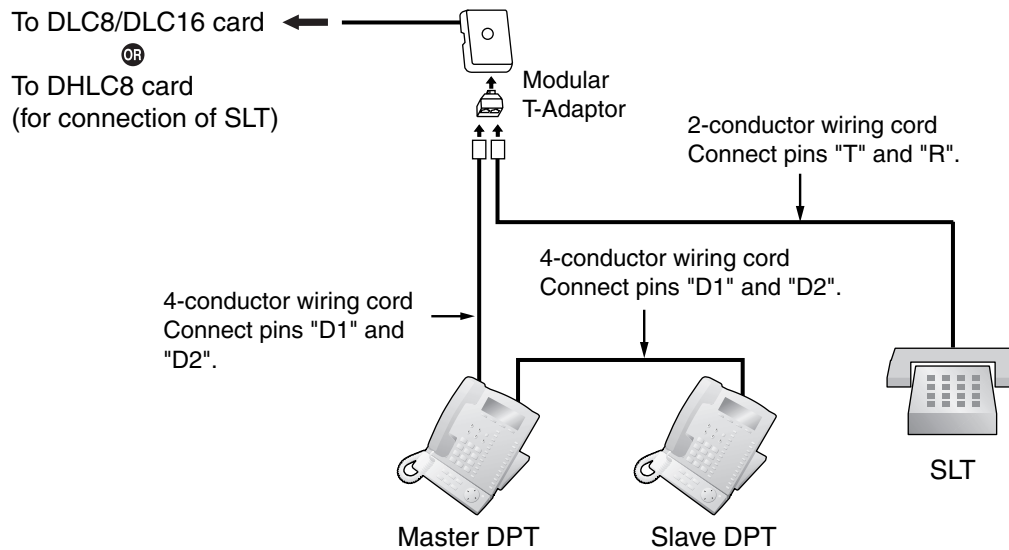 To DLC8/DLC16 card
OR
To DHLC8 card
(for connection of SLT)
Modular
T-Adaptor
2-conductor wiring cord
Connect pins "T" and "R".
4-conductor wiring cord
Connect pins "D1" and "D2".
4-conductor wiring cord
Connect pins "D1" and
"D2".
Master DPT
Slave DPT
SLT